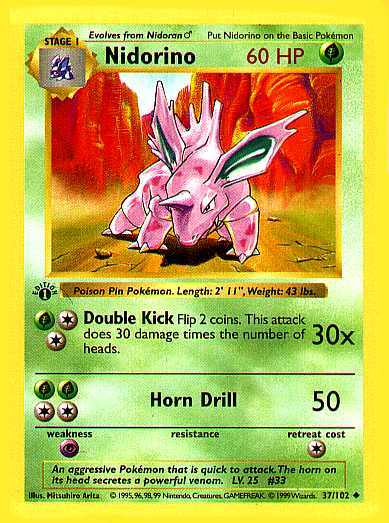 Evolves from Nidoran♂ Put Nidorino on the Basic Pokémon
STAGE 1
Nidorino 60 HP
EDITION
1
Poison Pin Pokémon. Length: 2' 11", Weight: 43 lbs.
Double Kick Flip 2 coins. This attack
does 30 damage times the number of
heads.
30x
Horn Drill 50
weakness resistance retreat cost
An aggressive Pokémon that is quick to attack. The horn on
its head secretes a powerful venom. LV. 25 #33
Illus. Mitsuhiro Arita © 1995, 96, 98, 99 Nintendo, Creatures, GAMEFREAK. © 1999 Wizards. 37/102